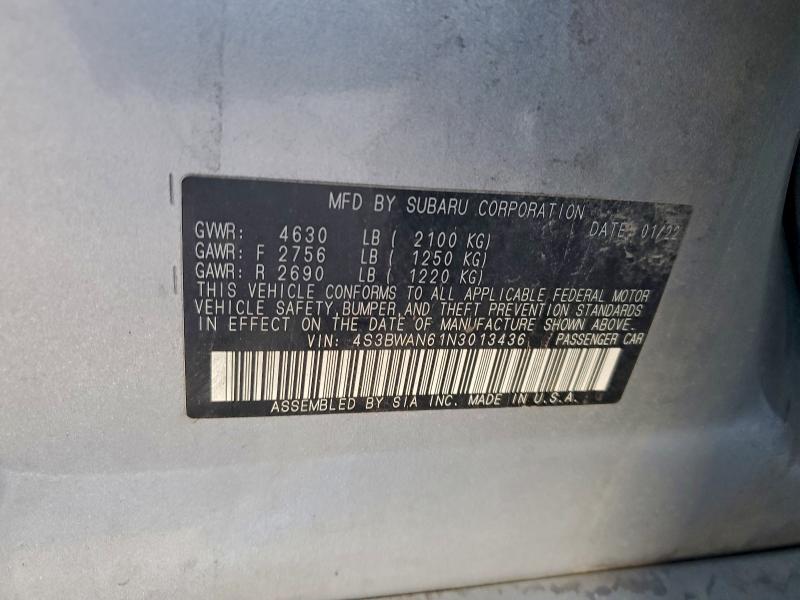 MFD BY SUBARU CORPORATION
DATE: 01/22
GVWR: 4630 LB ( 2100 KG)
GAWR: F 2756 LB ( 1250 KG)
GAWR: R 2690 LB ( 1220 KG)
THIS VEHICLE CONFORMS TO ALL APPLICABLE FEDERAL MOTOR
VEHICLE SAFETY, BUMPER, AND THEFT PREVENTION STANDARDS
IN EFFECT ON THE DATE OF MANUFACTURE SHOWN ABOVE.
VIN: 4S3BWAN61N3013436 / PASSENGER CAR
ASSEMBLED BY SIA INC. MADE IN U.S.A.